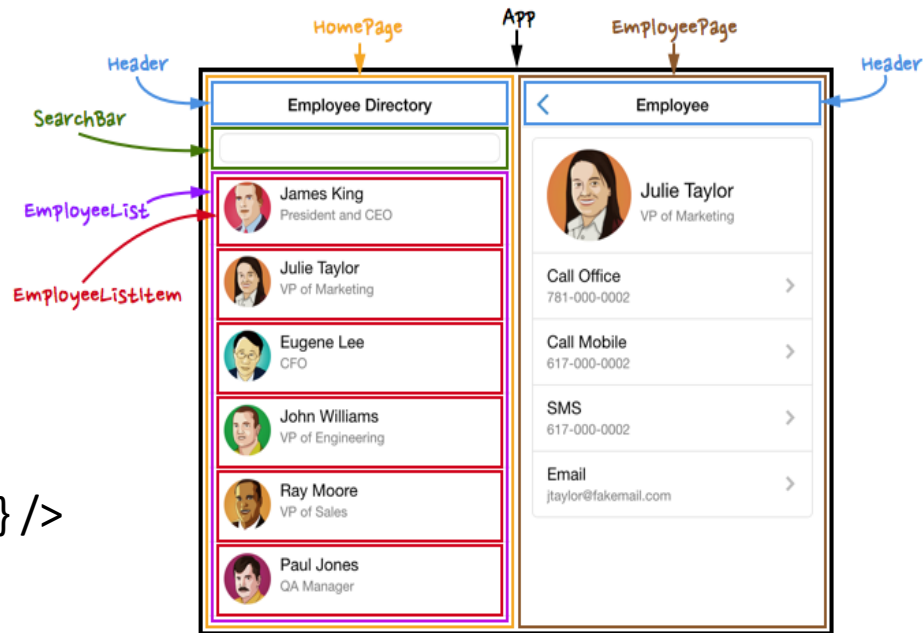 App
HomePage
EmployeePage
Header
Header
SearchBar
EmployeeList
EmployeeListItem
} />
Employee Directory
James King
President and CEO
Julie Taylor
VP of Marketing
Eugene Lee
CFO
John Williams
VP of Engineering
Ray Moore
VP of Sales
Paul Jones
QA Manager
Employee
Julie Taylor
VP of Marketing
Call Office
781-000-0002
Call Mobile
617-000-0002
SMS
617-000-0002
Email
jtaylor@fakemail.com